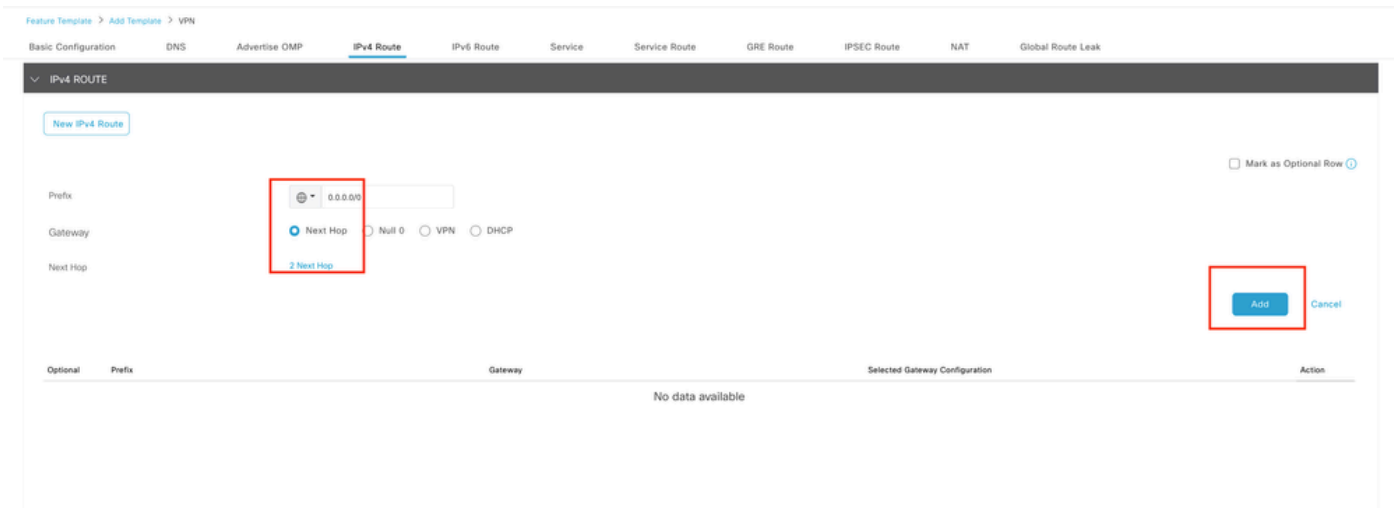 Feature Template > Add Template > VPN
Basic Configuration DNS Advertise OMP IPv4 Route IPv6 Route Service Service Route GRE Route IPSEC Route NAT Global Route Leak
IPv4 ROUTE
New IPv4 Route
Mark as Optional Row
Prefix 0.0.0.0/0
Gateway Next Hop Null 0 VPN DHCP
Next Hop 2 Next Hop
Add Cancel
Optional Prefix Gateway Selected Gateway Configuration Action
No data available